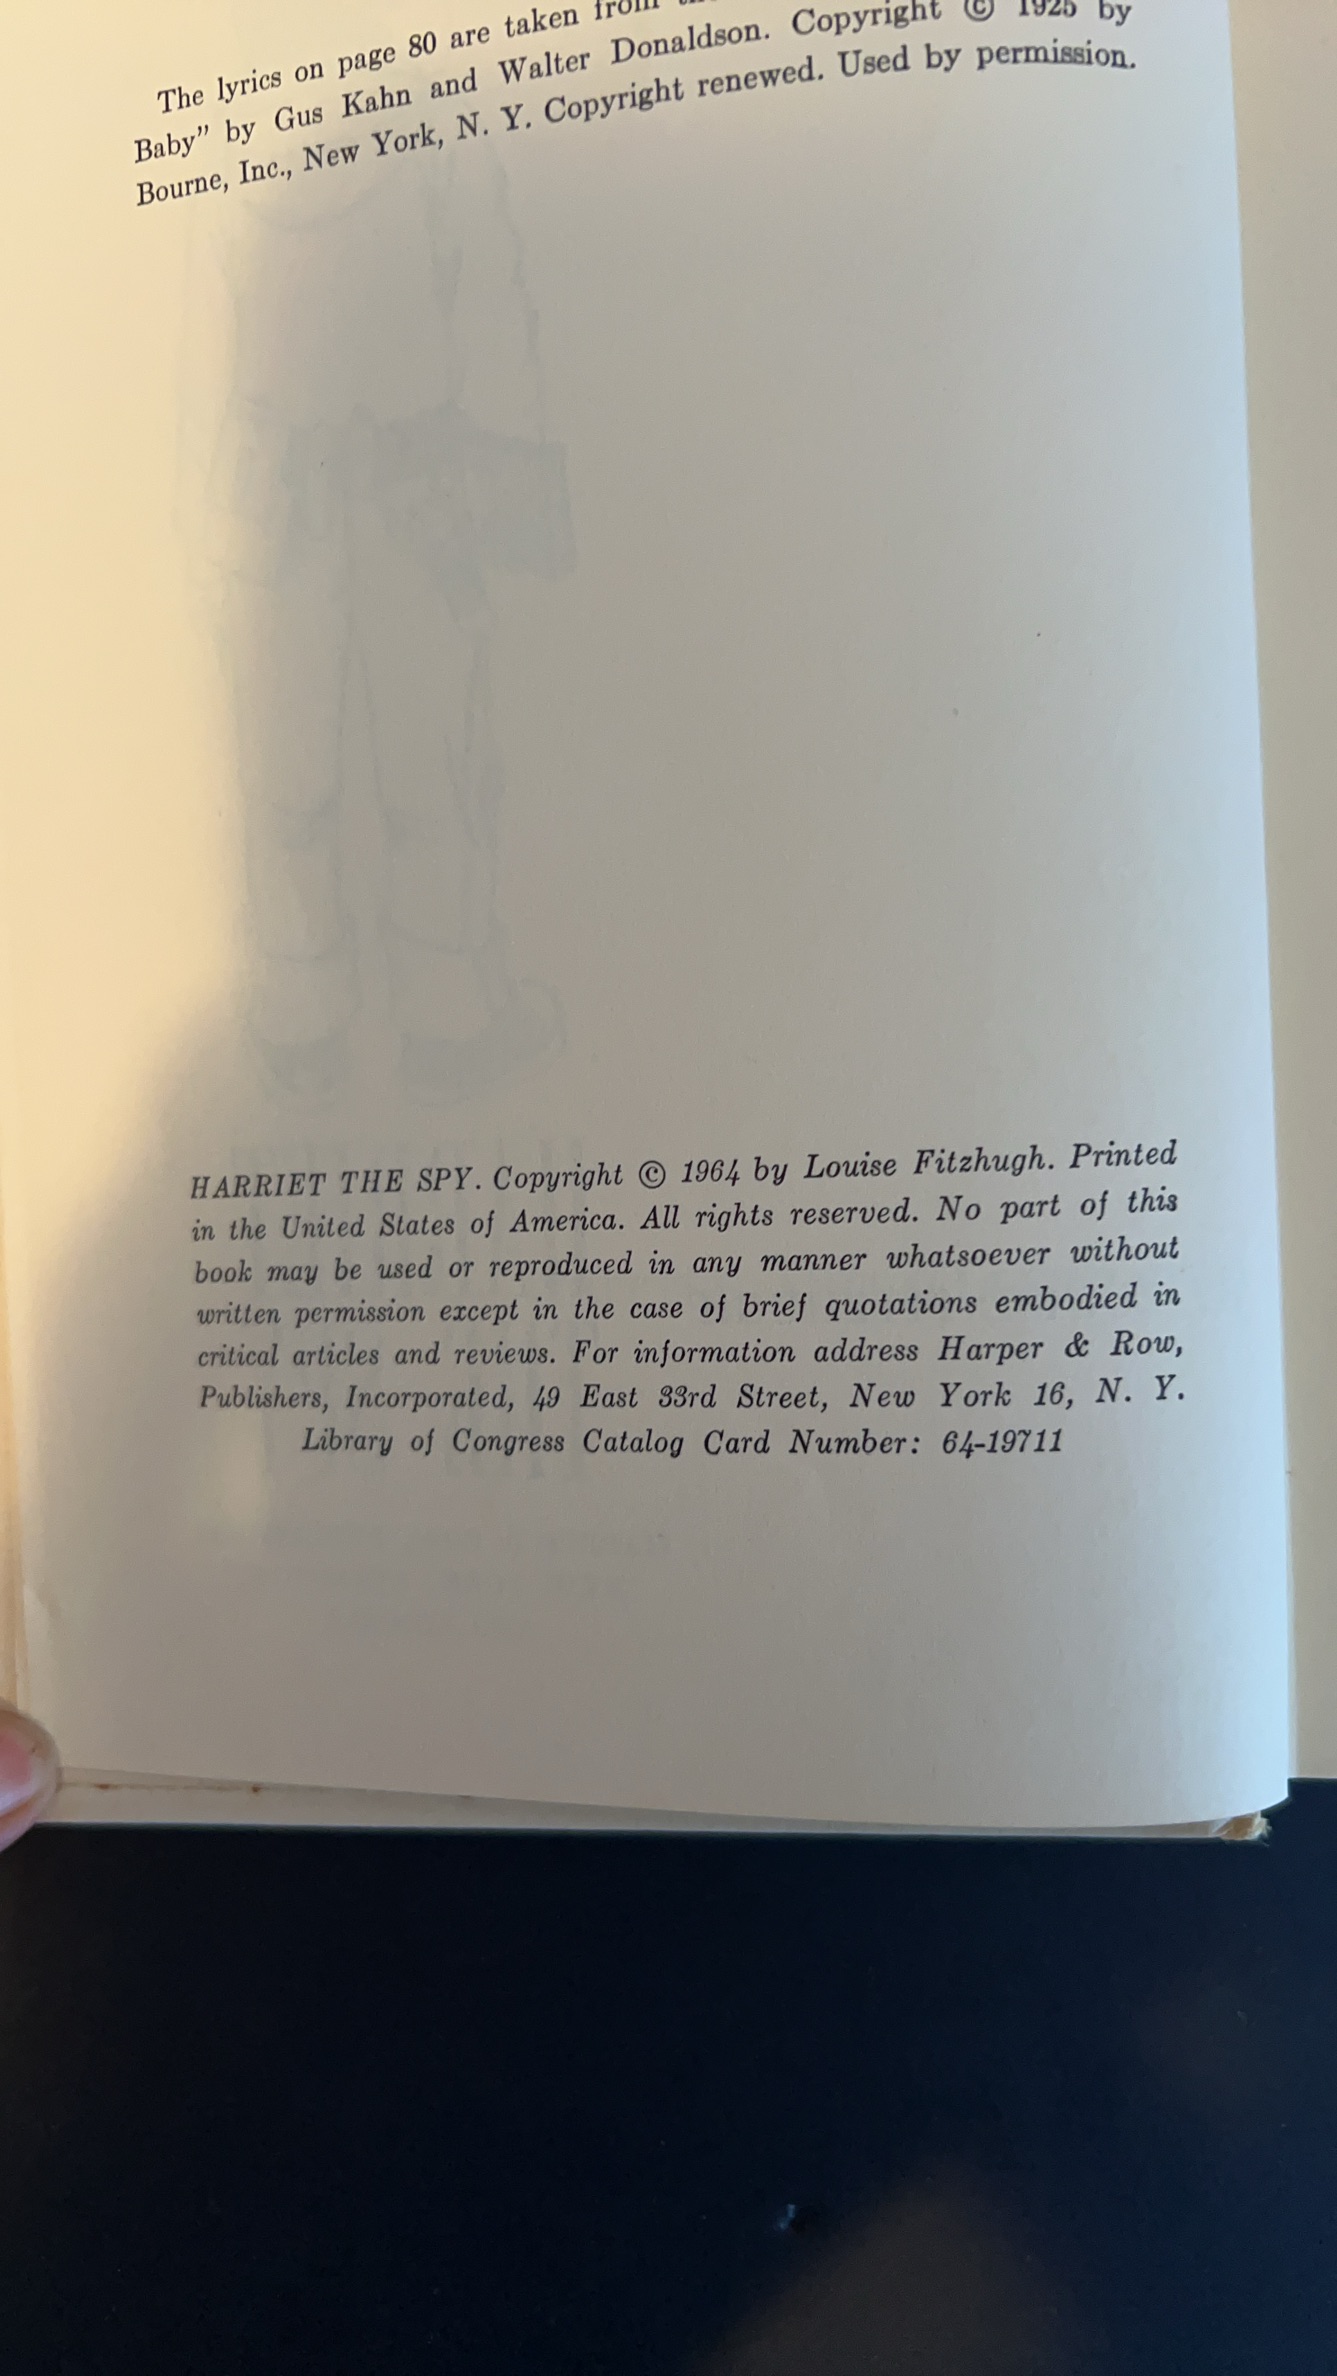 The lyrics on page 80 are taken from
Baby" by Gus Kahn and Walter Donaldson. Copyright © 1925 by
Bourne, Inc., New York, N. Y. Copyright renewed. Used by permission.
HARRIET THE SPY. Copyright © 1964 by Louise Fitzhugh. Printed
in the United States of America. All rights reserved. No part of this
book may be used or reproduced in any manner whatsoever without
written permission except in the case of brief quotations embodied in
critical articles and reviews. For information address Harper & Row,
Publishers, Incorporated, 49 East 33rd Street, New York 16, N. Y.
Library of Congress Catalog Card Number: 64-19711